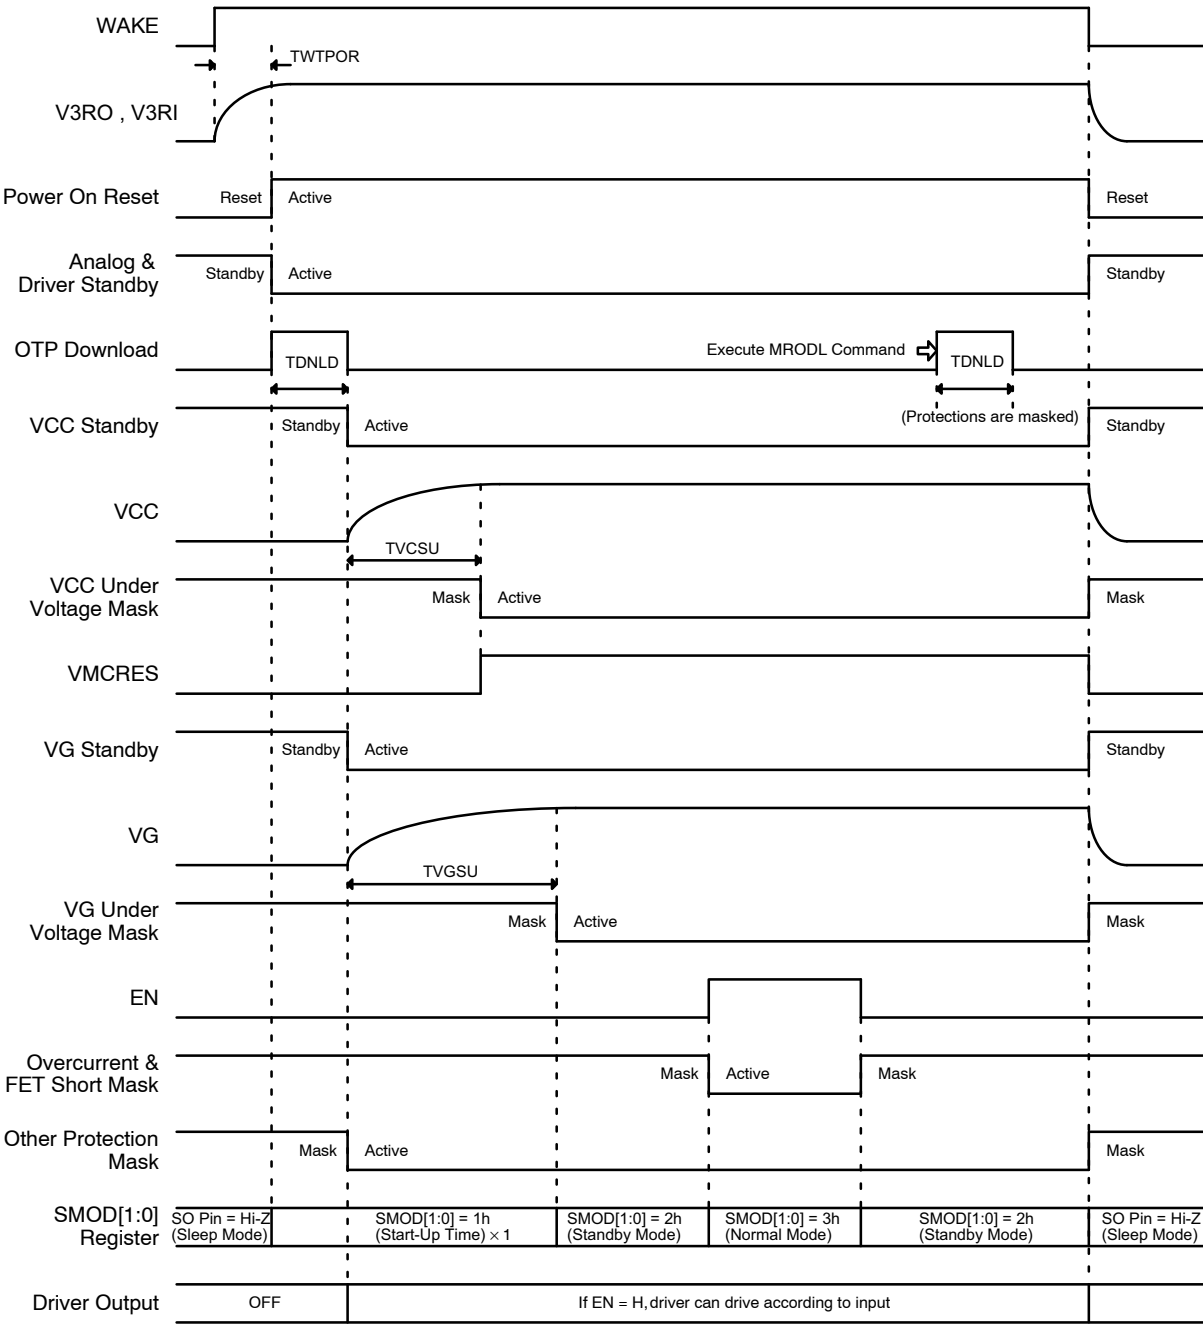 WAKE
TWTPOR
V3RO , V3RI
Power On Reset
Reset
Active
Reset
Analog &
Driver Standby
Standby
Active
Standby
OTP Download
TDNLD
Execute MRODL Command
TDNLD
(Protections are masked)
VCC Standby
Standby
Active
Standby
VCC
TVCSU
VCC Under
Voltage Mask
Mask
Active
Mask
VMCRES
VG Standby
Standby
Active
Standby
VG
TVGSU
VG Under
Voltage Mask
Mask
Active
Mask
EN
Overcurrent &
FET Short Mask
Mask
Active
Mask
Other Protection
Mask
Mask
Active
Mask
SMOD[1:0]
Register
SO Pin = Hi-Z
(Sleep Mode)
SMOD[1:0] = 1h
(Start-Up Time) × 1
SMOD[1:0] = 2h
(Standby Mode)
SMOD[1:0] = 3h
(Normal Mode)
SMOD[1:0] = 2h
(Standby Mode)
SO Pin = Hi-Z
(Sleep Mode)
Driver Output
OFF
If EN = H, driver can drive according to input